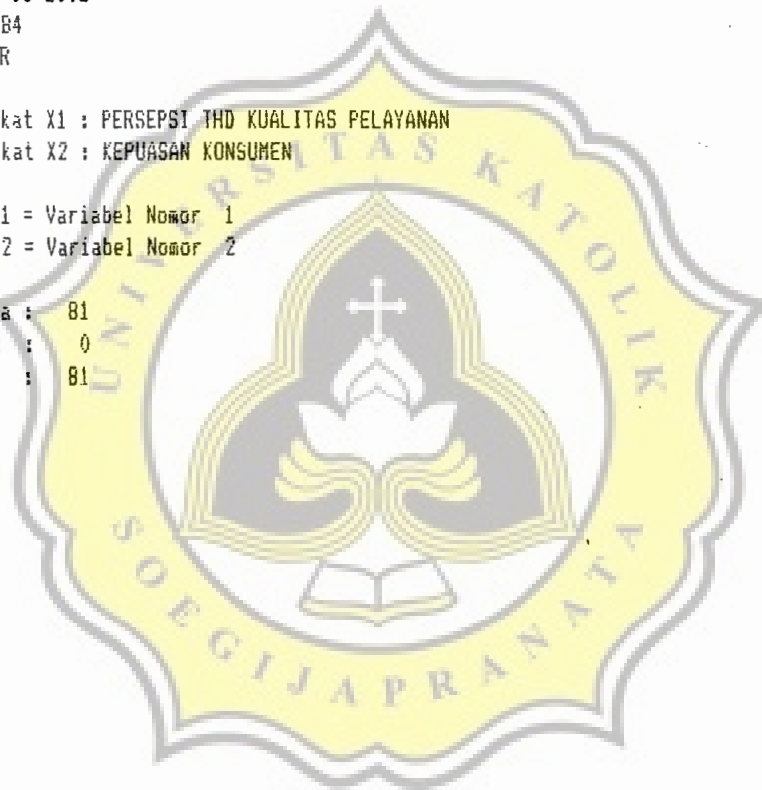 B4
R
kat X1 : PERSEPSI THD KUALITAS PELAYANAN
kat X2 : KEPUASAN KONSUMEN
1 = Variabel Nomor 1
2 = Variabel Nomor 2
a : 81
: 0
: 81
UNIVERSITAS KATOLIK
SOEGIJAPRANATA